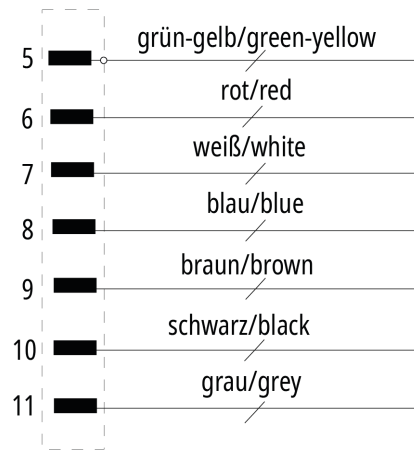 5 grün-gelb/green-yellow
6 rot/red
7 weiß/white
8 blau/blue
9 braun/brown
10 schwarz/black
11 grau/grey